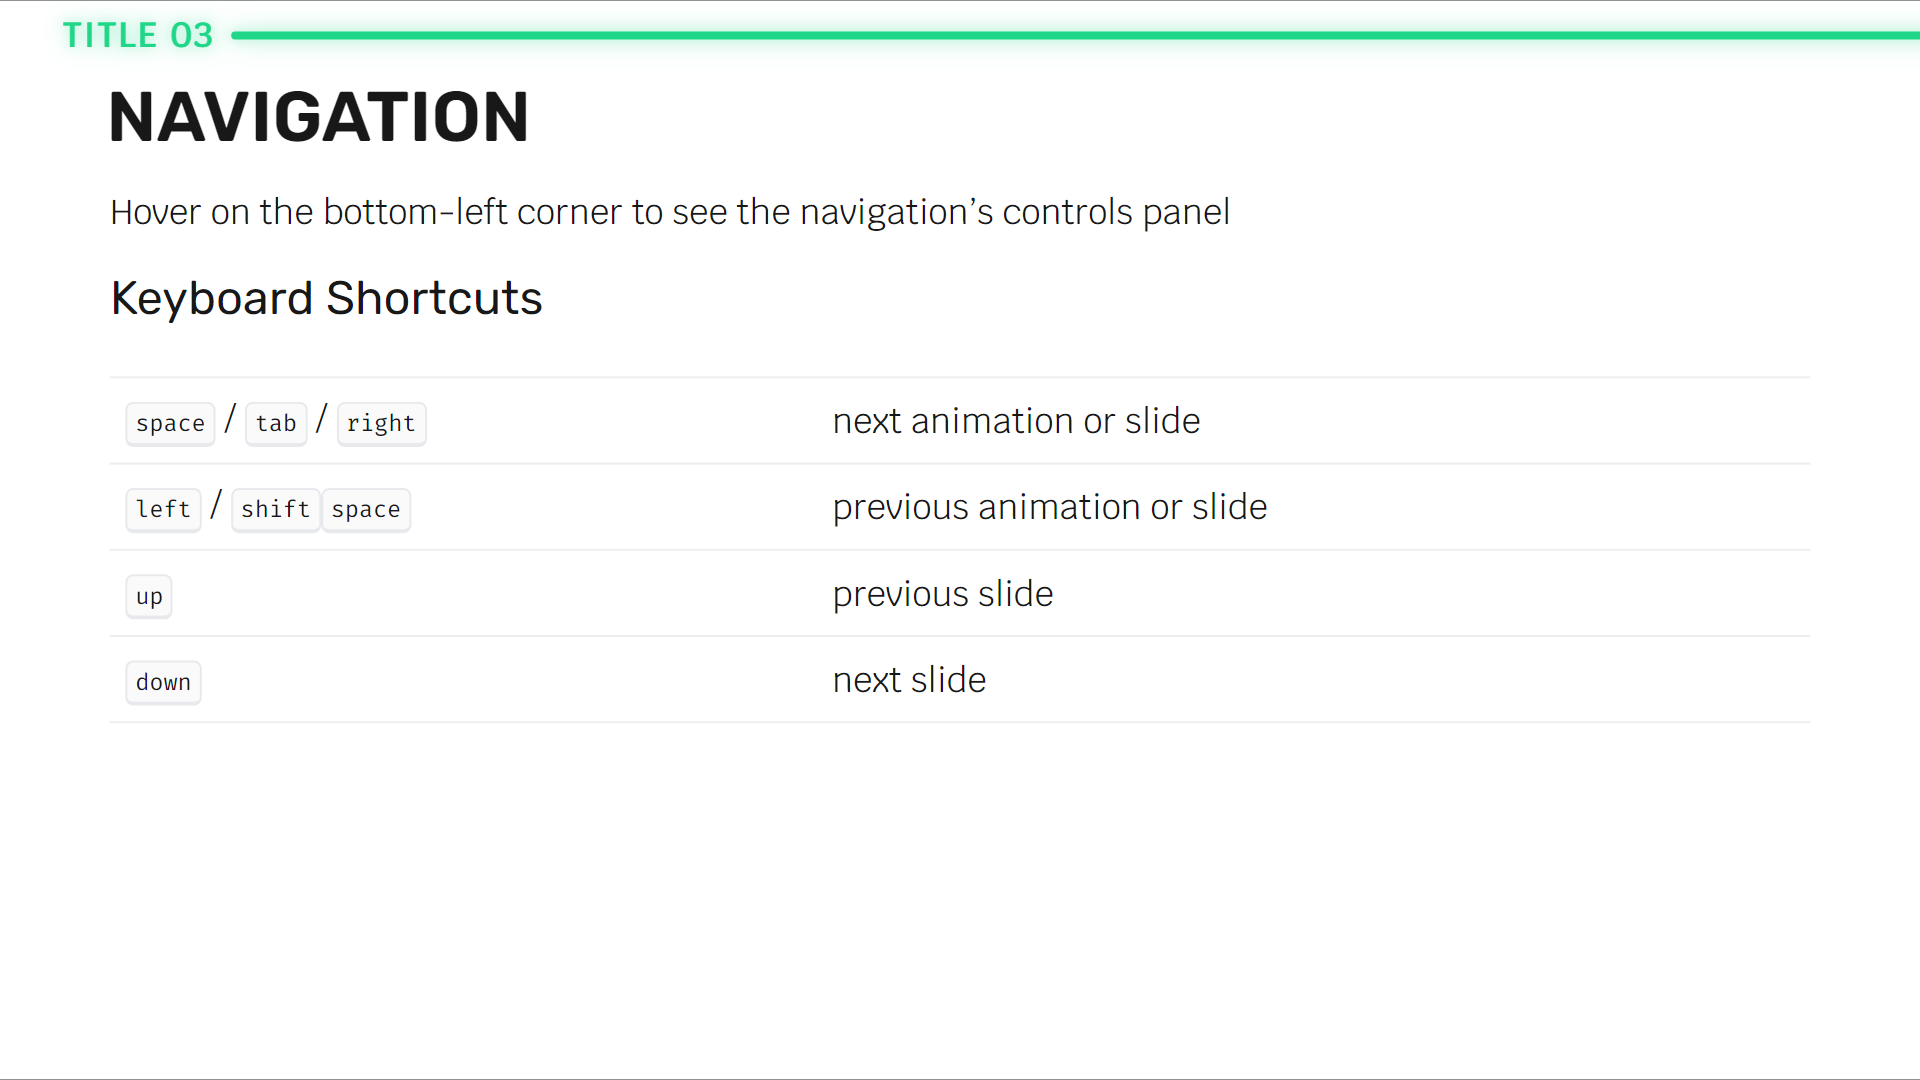 TITLE 03
NAVIGATION
Hover on the bottom-left corner to see the navigation’s controls panel
Keyboard Shortcuts
space / tab / right next animation or slide
left / shift space previous animation or slide
up previous slide
down next slide